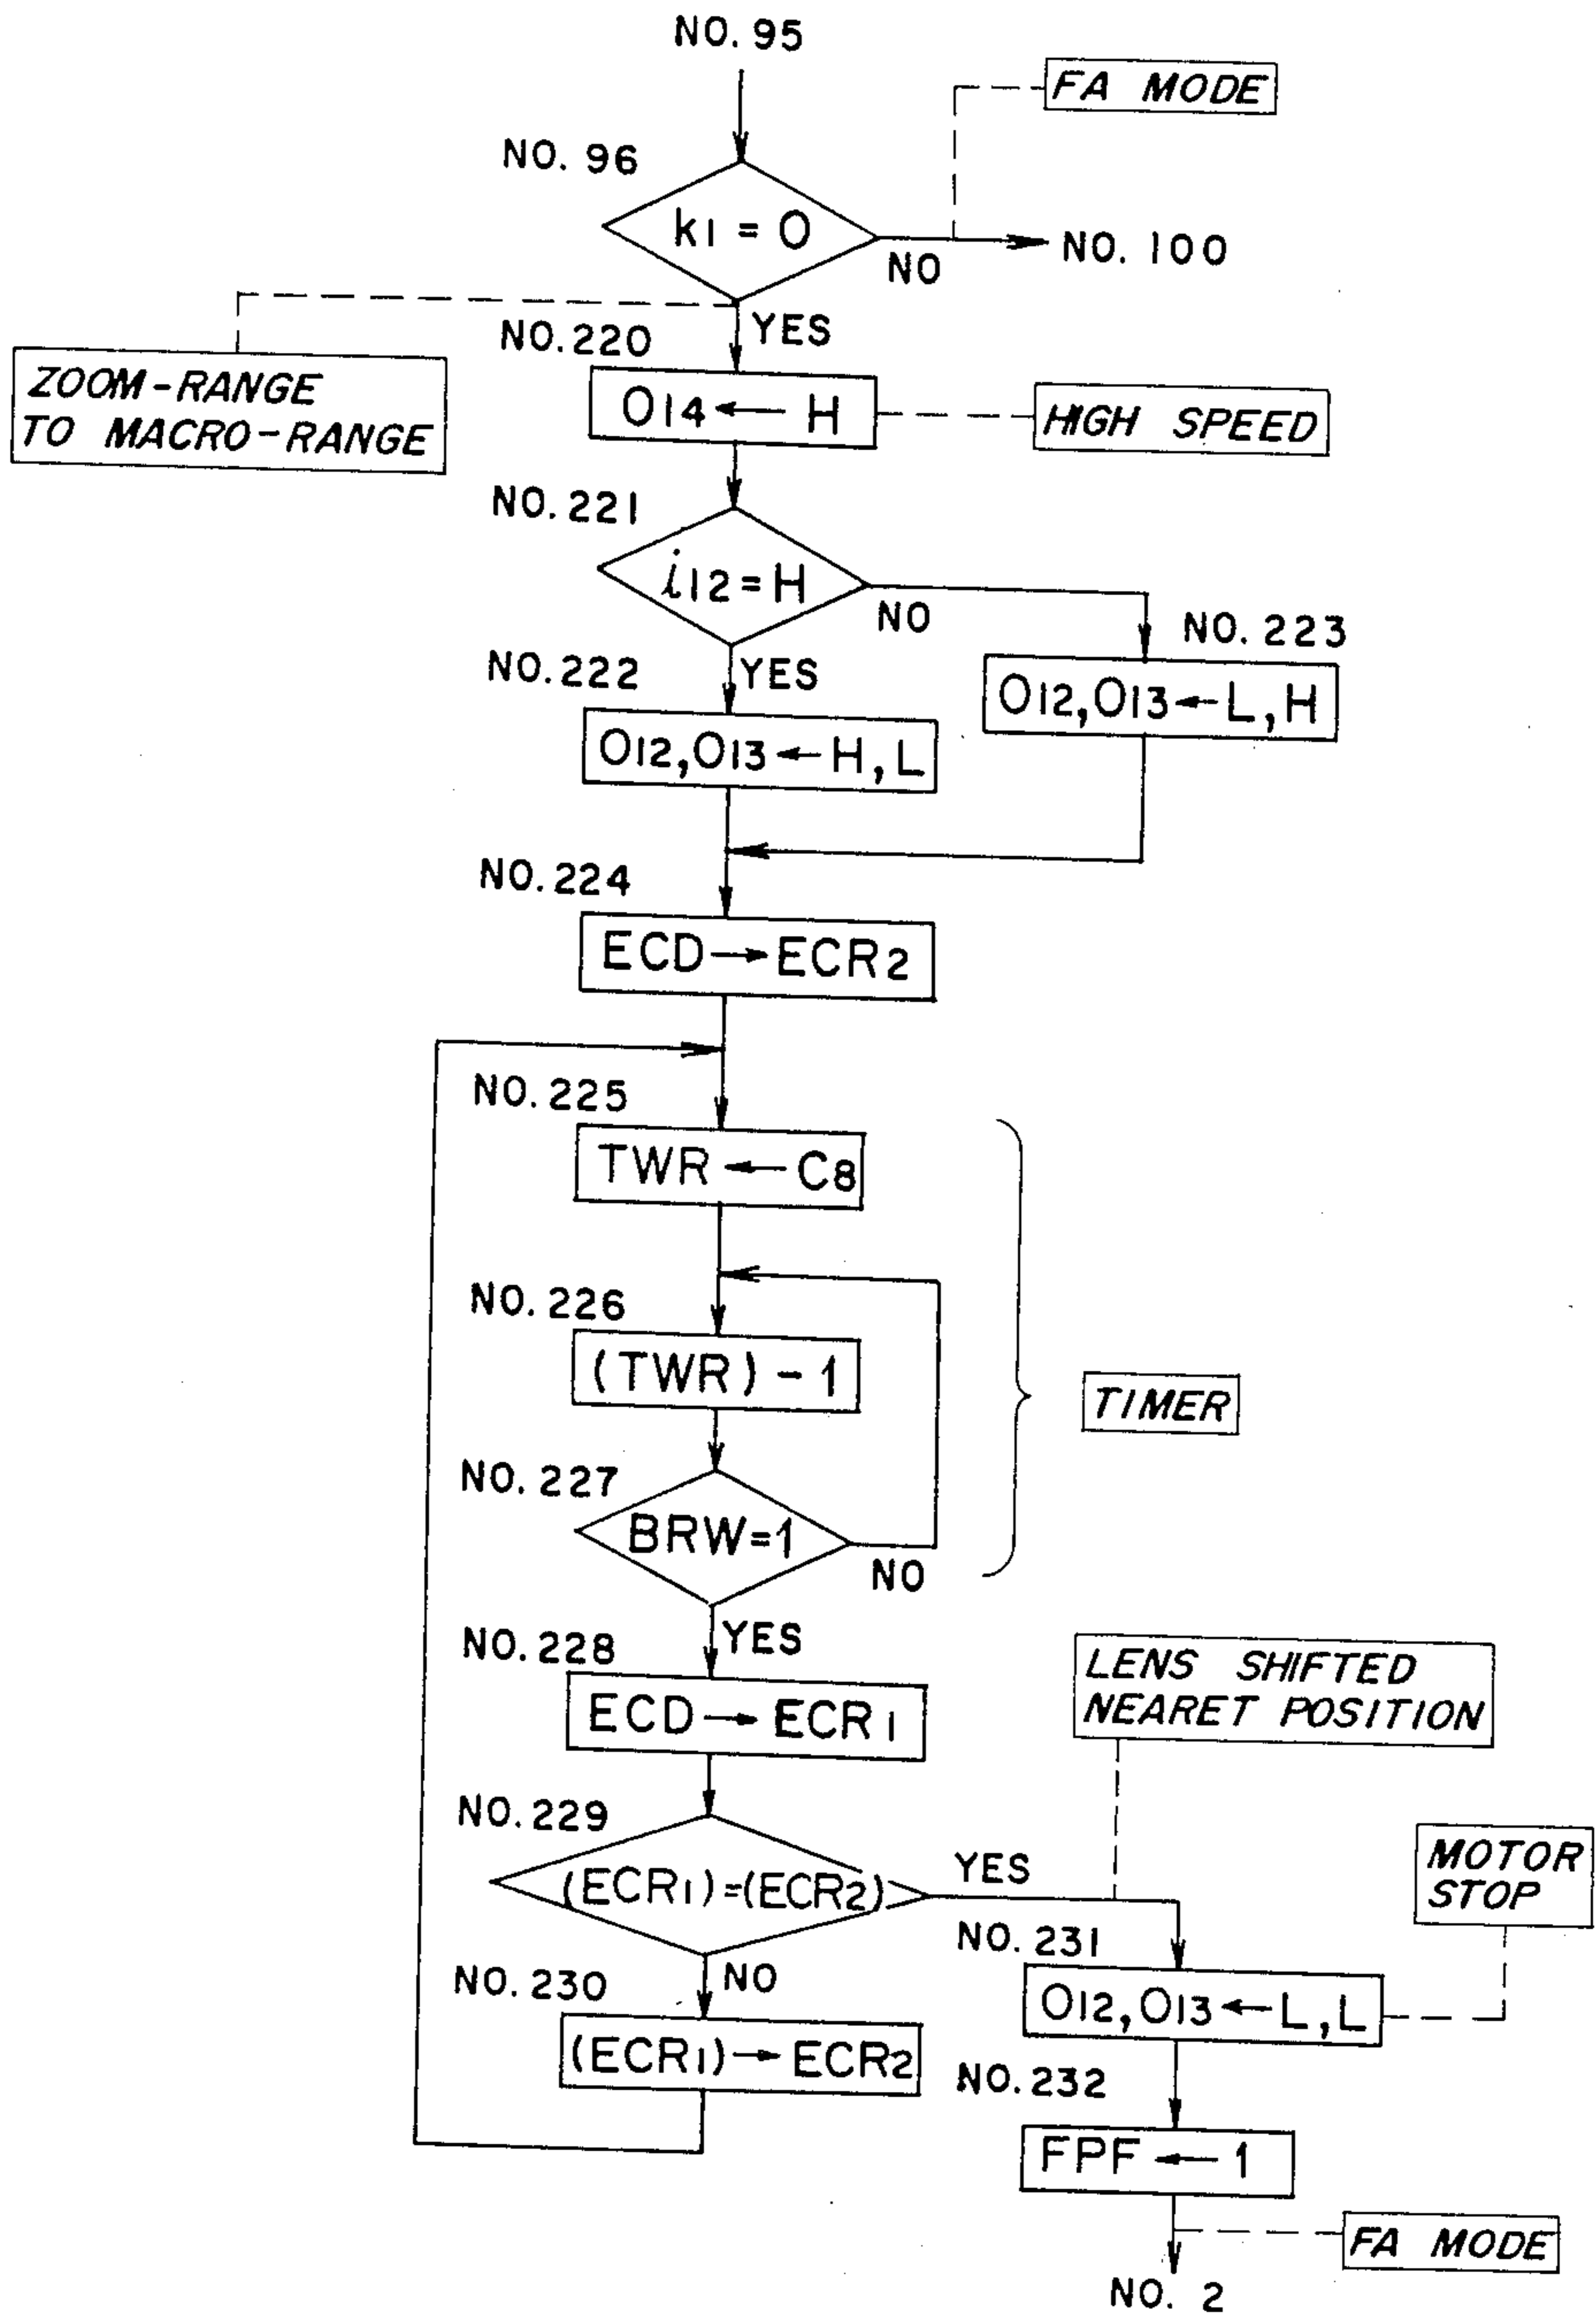 NO. 95
FA MODE
NO. 96
k1 = 0
NO
NO. 100
YES
NO. 220
ZOOM-RANGE
TO MACRO-RANGE
O14 ← H
HIGH SPEED
NO. 221
i12 = H
NO
NO. 223
NO. 222
YES
O12, O13 ← L, H
O12, O13 ← H, L
NO. 224
ECD → ECR2
NO. 225
TWR ← C8
NO. 226
(TWR) - 1
TIMER
NO. 227
BRW=1
NO
YES
NO. 228
LENS SHIFTED
NEARET POSITION
ECD → ECR1
NO. 229
(ECR1)=(ECR2)
YES
MOTOR
STOP
NO. 231
NO
NO. 230
O12, O13 ← L, L
(ECR1) → ECR2
NO. 232
FPF ← 1
FA MODE
NO. 2